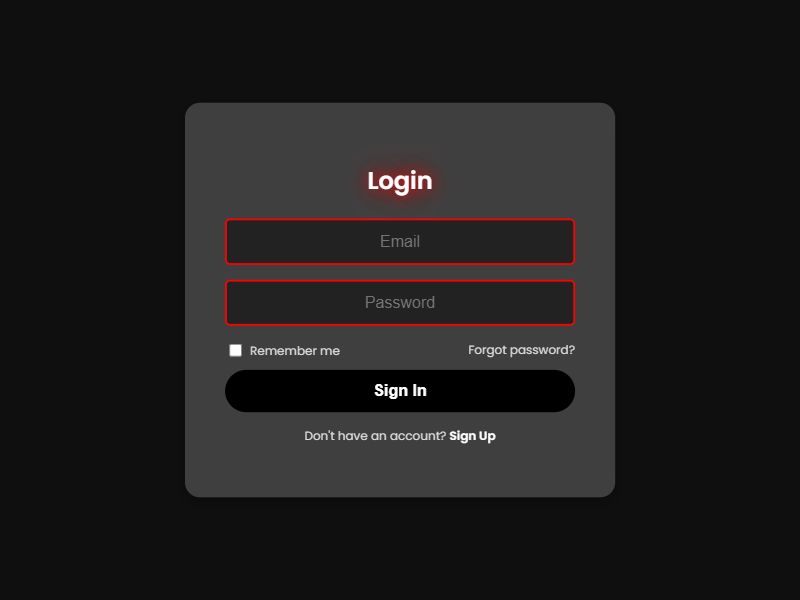 Login
Email
Password
Remember me Forgot password?
Sign In
Don't have an account? Sign Up